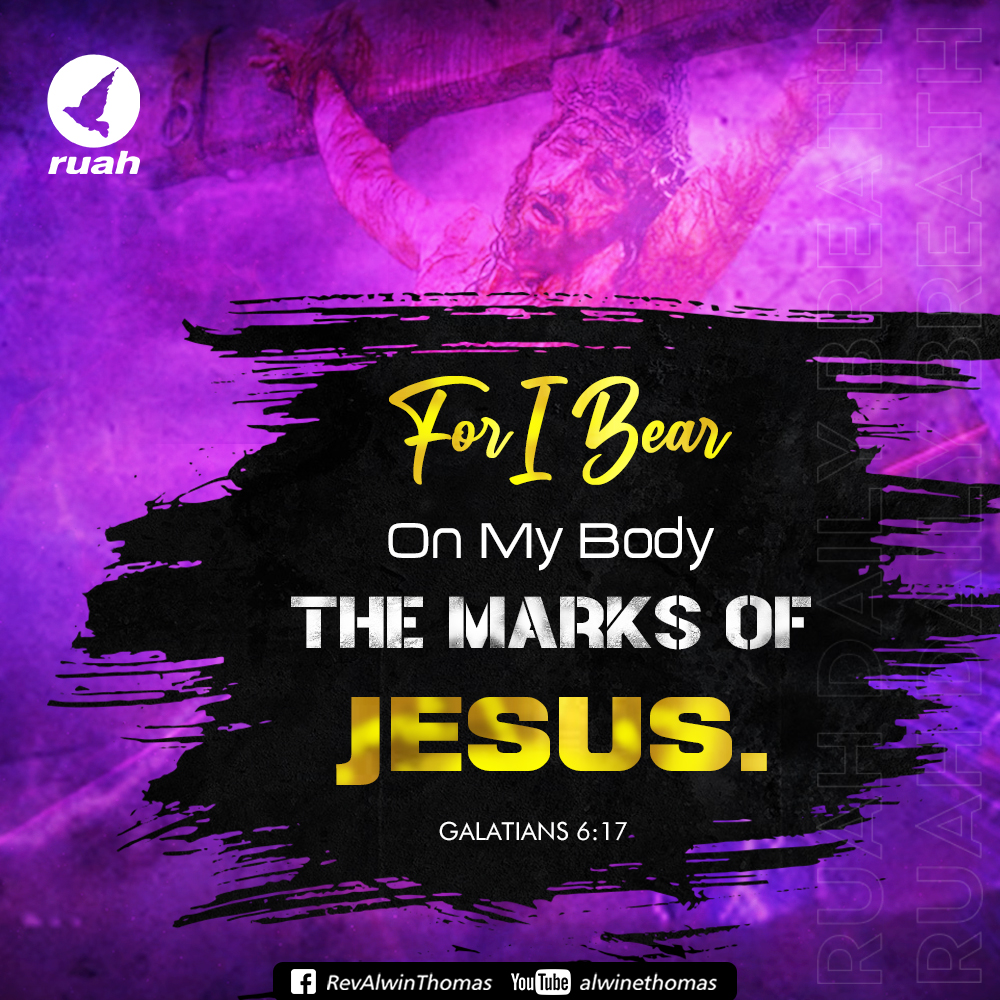 ruah
For I Bear
On My Body
THE MARKS OF
JESUS.
GALATIANS 6:17
RUAH DAILY BREATH
RUAH DAILY BREATH
RevAlwinThomas YouTube alwinethomas